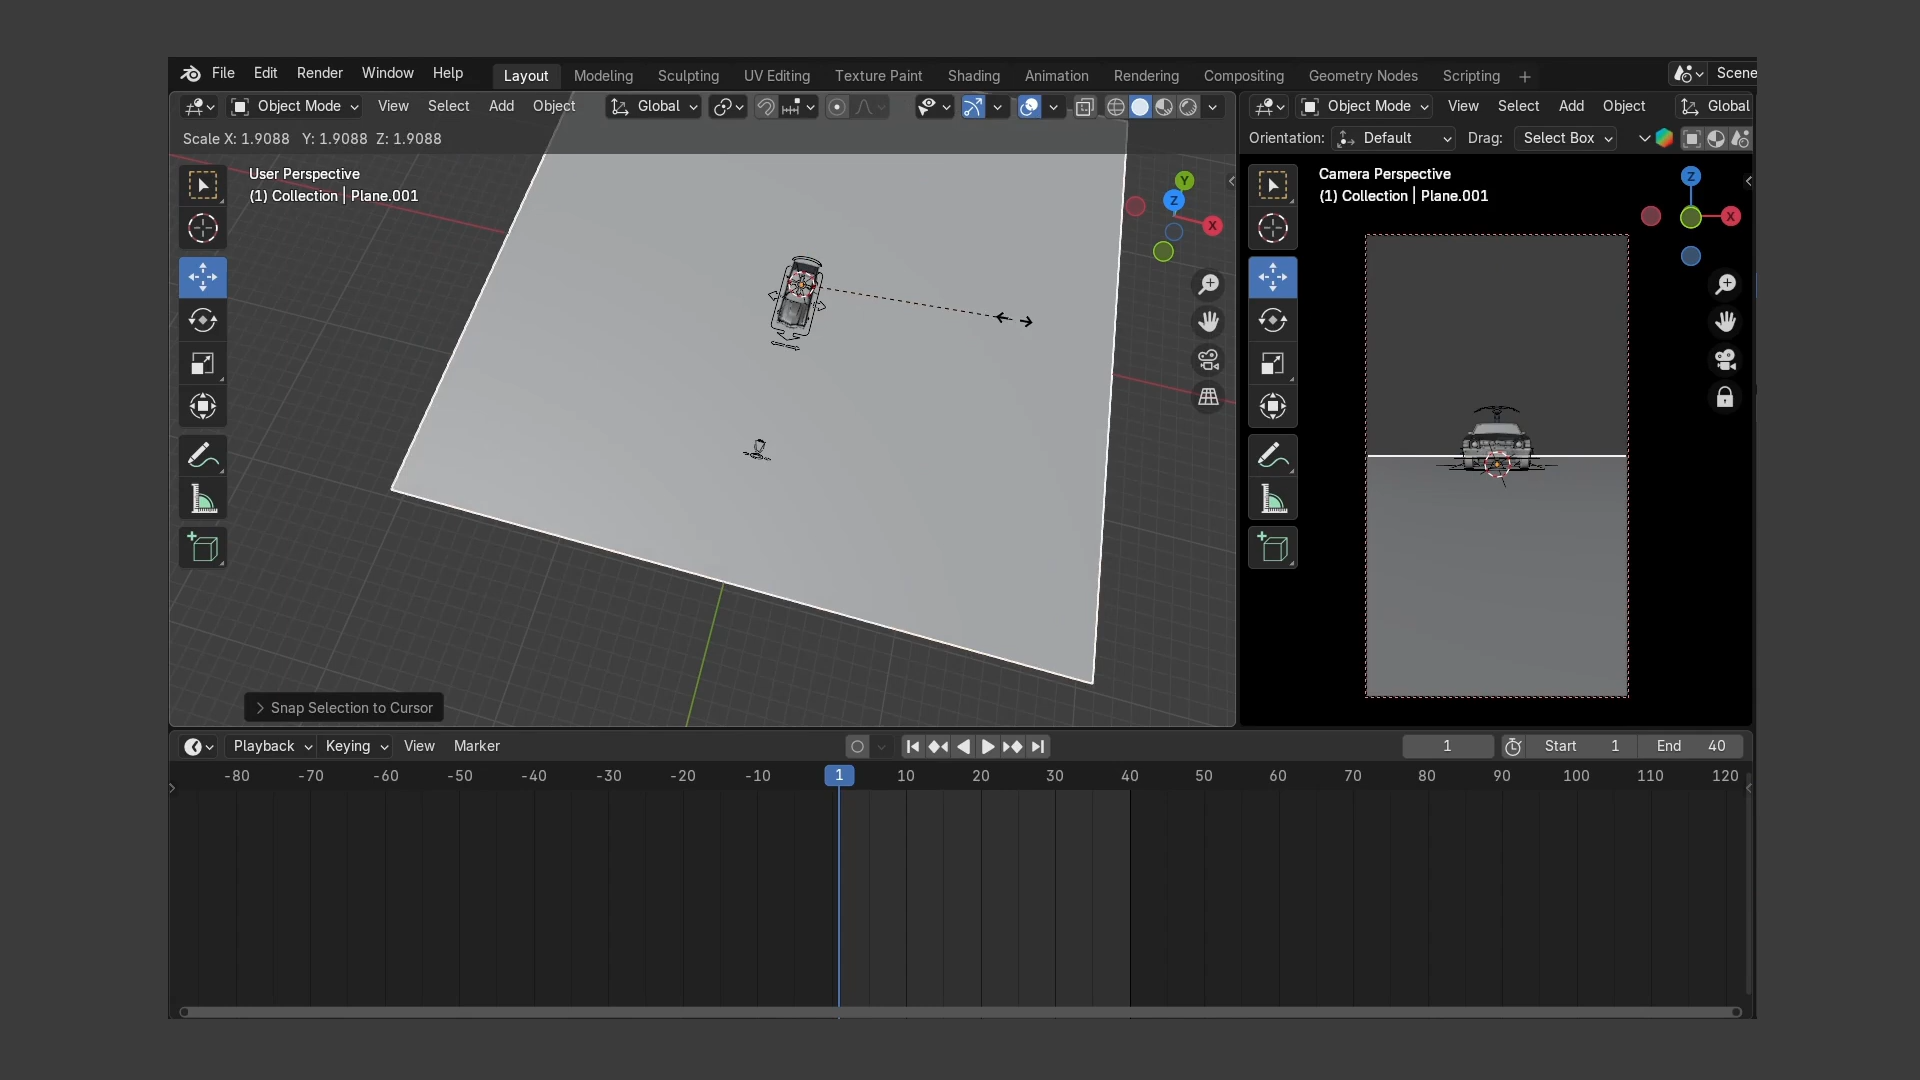 File Edit Render Window Help Layout Modeling Sculpting UV Editing Texture Paint Shading Animation Rendering Compositing Geometry Nodes Scripting + Scene
Object Mode View Select Add Object Global
Object Mode View Select Add Object Global
Scale X: 1.9088 Y: 1.9088 Z: 1.9088
Orientation: Default Drag: Select Box
User Perspective
(1) Collection | Plane.001
Y
Z
X
Camera Perspective
(1) Collection | Plane.001
Z
X
Snap Selection to Cursor
Playback Keying View Marker 1 Start 1 End 40
-80 -70 -60 -50 -40 -30 -20 -10 1 10 20 30 40 50 60 70 80 90 100 110 120